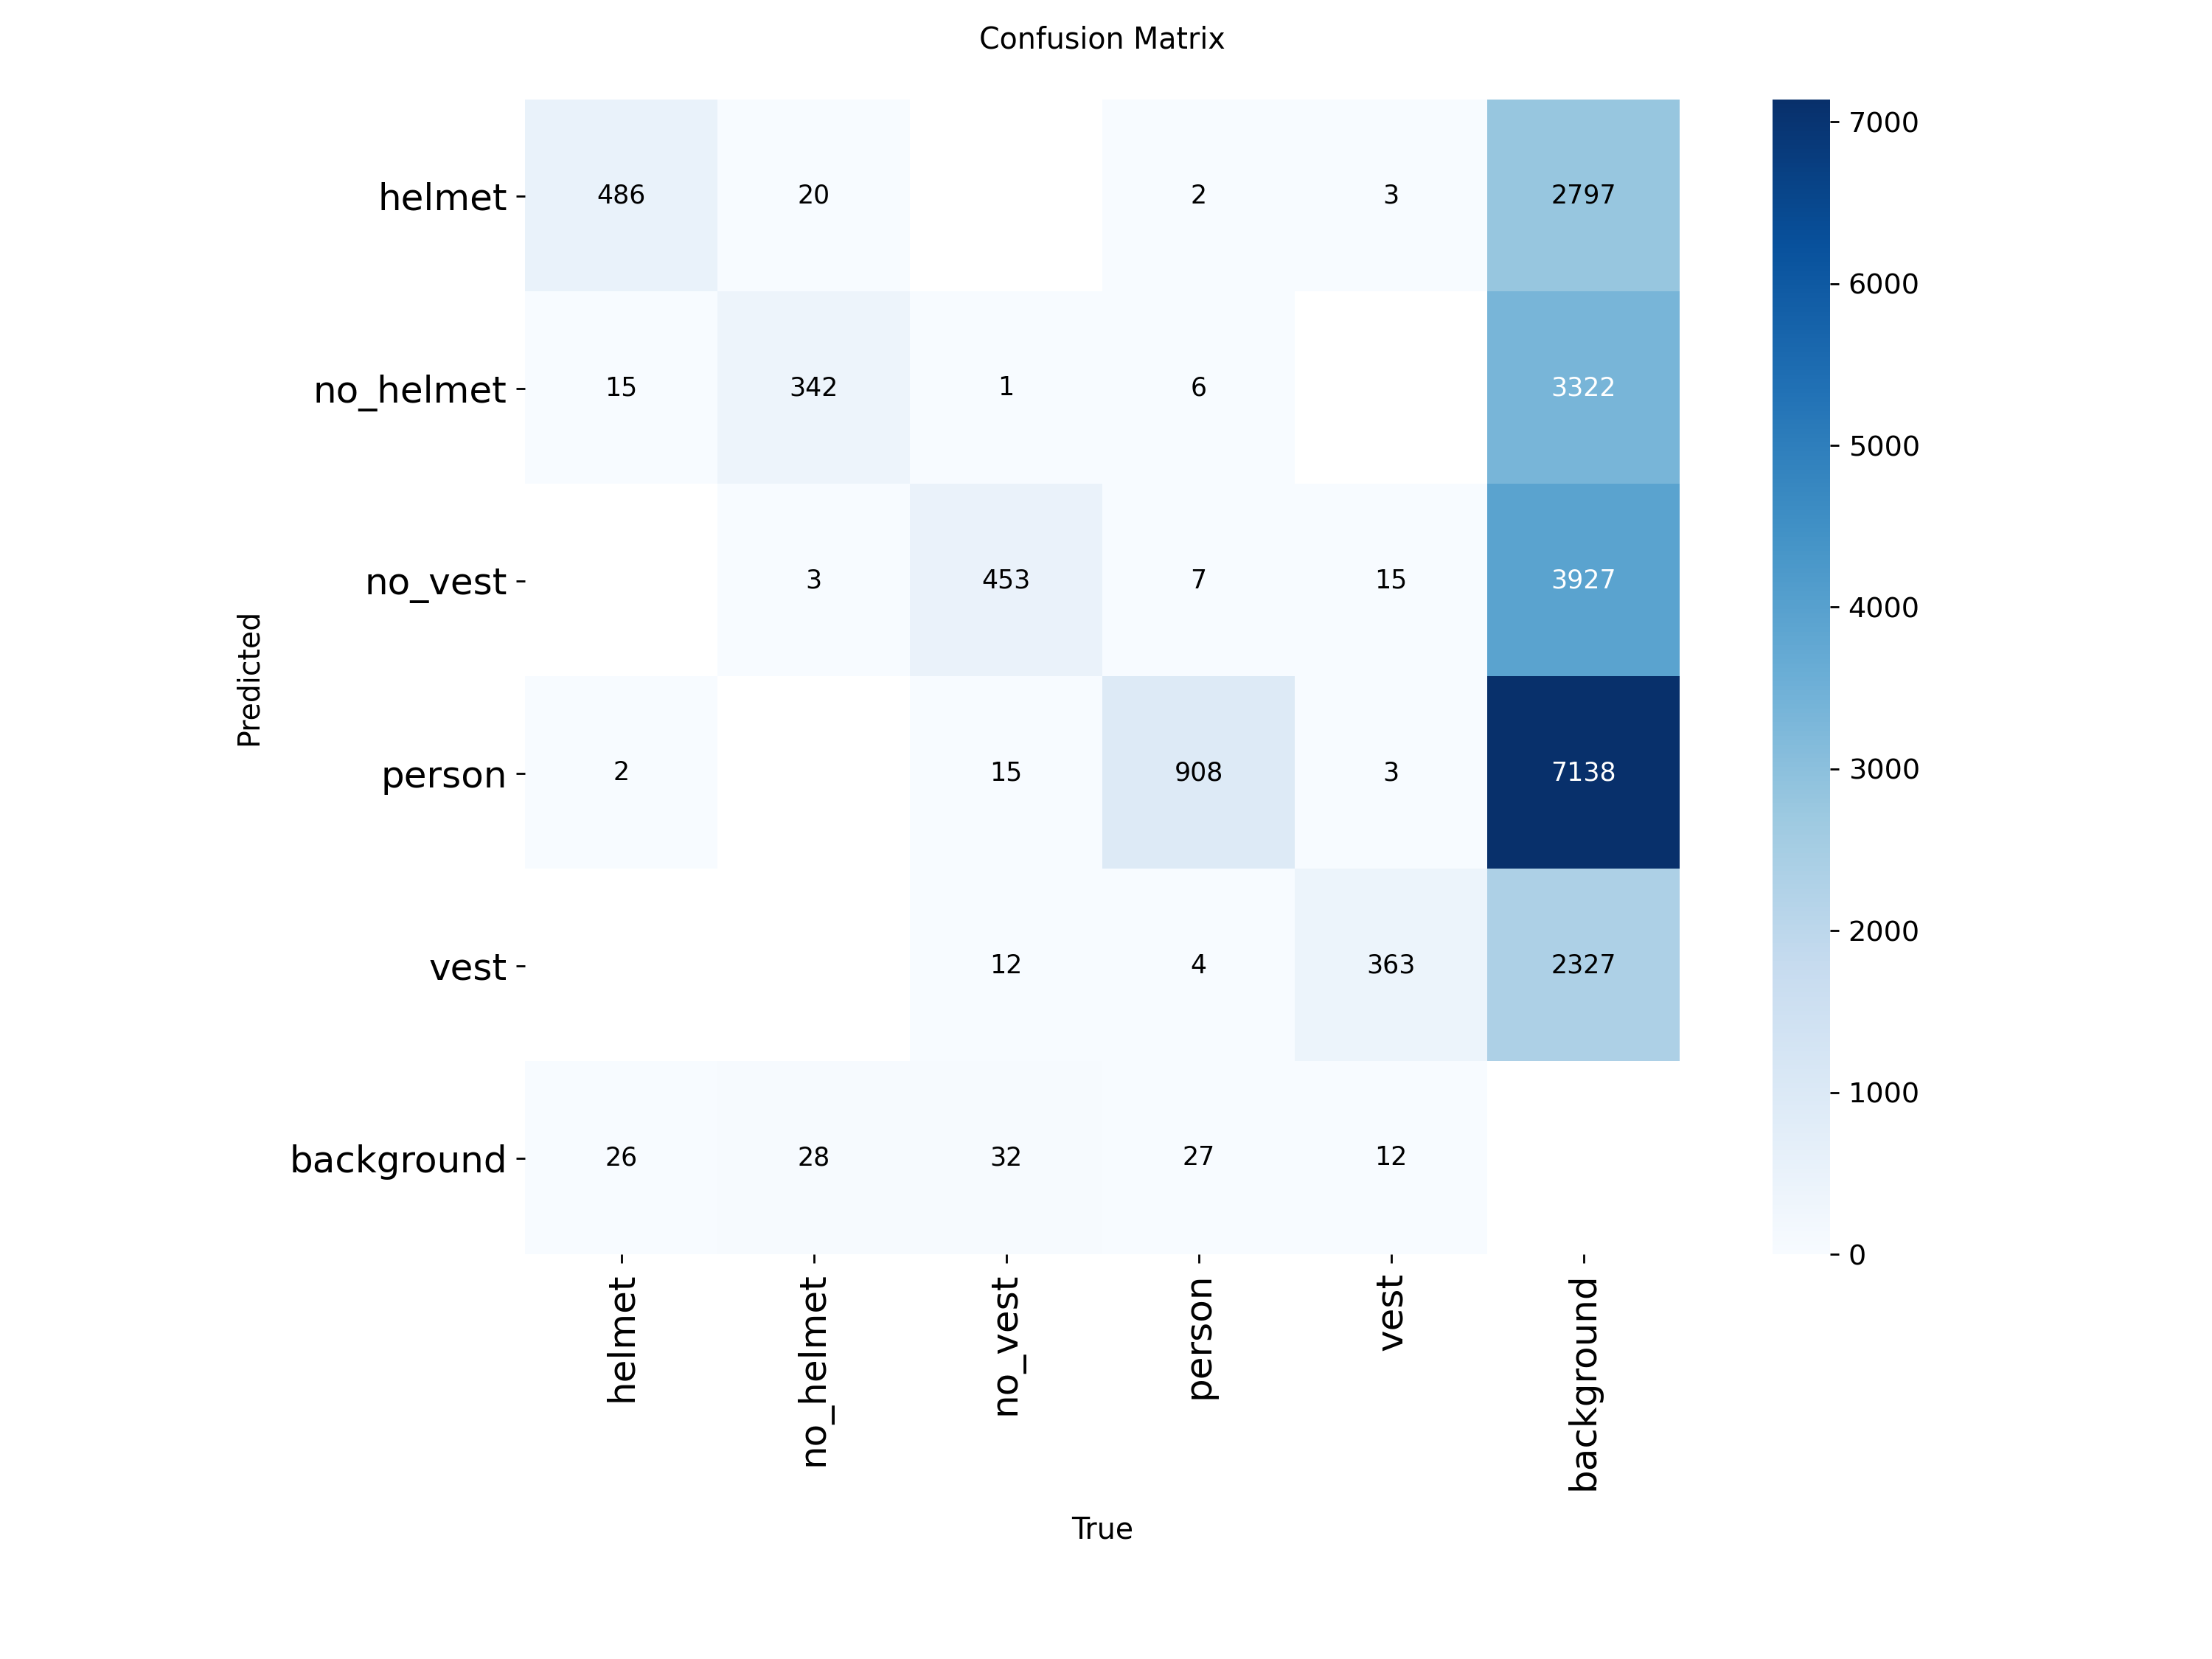 Confusion Matrix
helmet 486 20 2 3 2797
no_helmet 15 342 1 6 3322
no_vest 3 453 7 15 3927
person 2 15 908 3 7138
vest 12 4 363 2327
background 26 28 32 27 12
helmet no_helmet no_vest person vest background
Predicted
True
7000
6000
5000
4000
3000
2000
1000
0